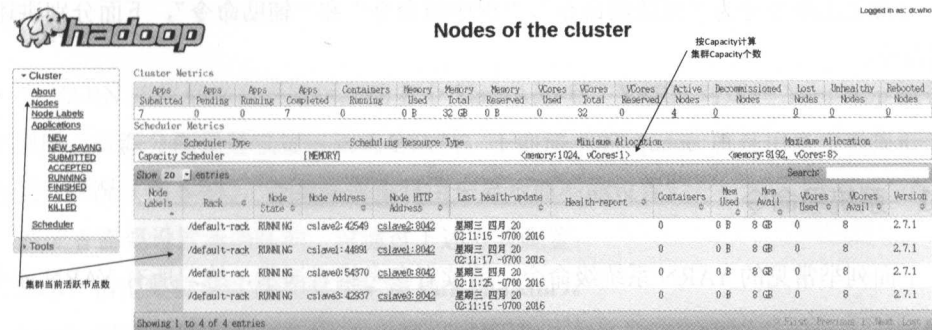 Logged in as: dr.who
hadoop
Nodes of the cluster
按Capacity计算
集群Capacity个数
Cluster
About
Nodes
Node Labels
Applications
NEW
NEW_SAVING
SUBMITTED
ACCEPTED
RUNNING
FINISHED
FAILED
KILLED
Scheduler
Tools
集群当前活跃节点数
Cluster Metrics
Apps Submitted Apps Pending Apps Running Apps Completed Containers Running Memory Used Memory Total Memory Reserved VCores Used VCores Total VCores Reserved Active Nodes Decommissioned Nodes Lost Nodes Unhealthy Nodes Rebooted Nodes
7 0 0 7 0 0 B 32 GB 0 B 0 32 0 4 0 0 0 0
Scheduler Metrics
Scheduler Type Scheduling Resource Type Minimum Allocation Maximum Allocation
Capacity Scheduler [MEMORY] <memory:1024, vCores:1> <memory:8192, vCores:8>
Show 20 entries Search:
Node Labels Rack Node State Node Address Node HTTP Address Last health-update Health-report Containers Mem Used Mem Avail VCores Used VCores Avail Version
/default-rack RUNNING cslave2:42549 cslave2:8042 星期三 四月 20 02:11:15 -0700 2016 0 0 B 8 GB 0 8 2.7.1
/default-rack RUNNING cslave1:44891 cslave1:8042 星期三 四月 20 02:11:17 -0700 2016 0 0 B 8 GB 0 8 2.7.1
/default-rack RUNNING cslave0:54370 cslave0:8042 星期三 四月 20 02:11:25 -0700 2016 0 0 B 8 GB 0 8 2.7.1
/default-rack RUNNING cslave3:42937 cslave3:8042 星期三 四月 20 02:11:15 -0700 2016 0 0 B 8 GB 0 8 2.7.1
Showing 1 to 4 of 4 entries First Previous 1 Next Last